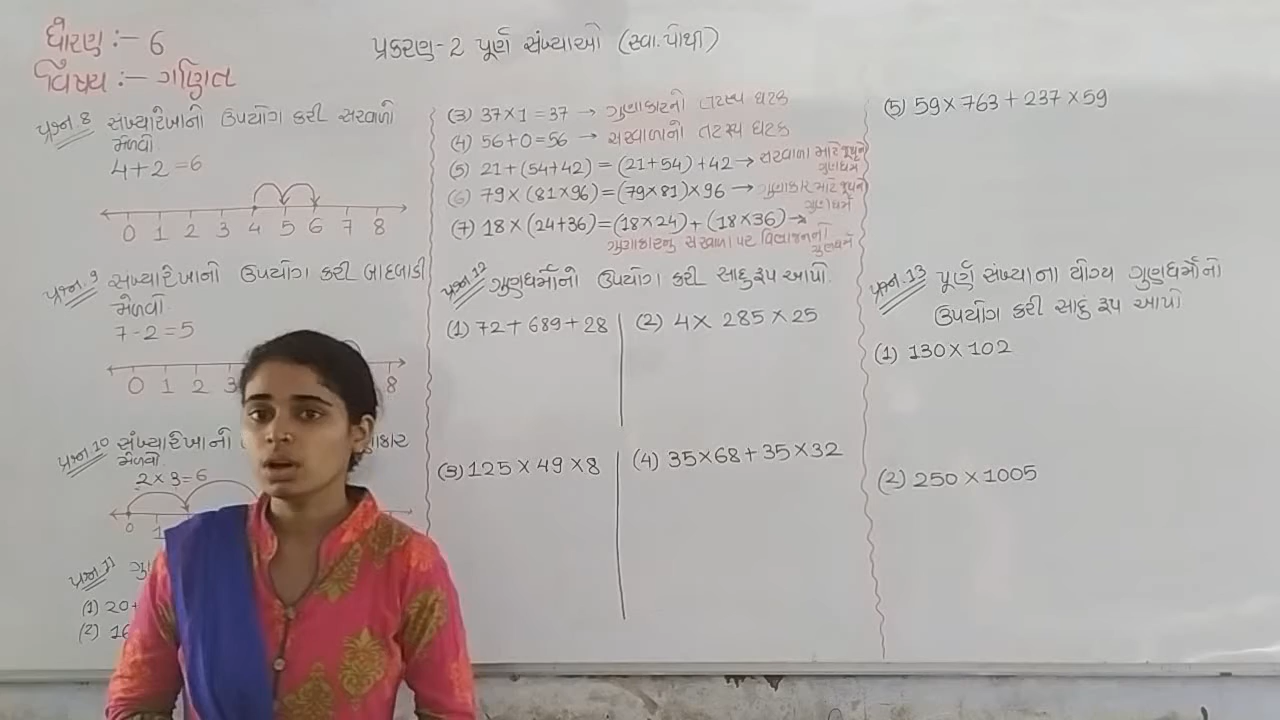 ધોરણ :- 6
વિષય :- ગણિત
પ્રકરણ-2 પૂર્ણ સંખ્યાઓ (સ્વા.પોથી)
પ્રશ્ન.8 સંખ્યારેખાનો ઉપયોગ કરી સરવાળો
મેળવો.
4+2=6
0 1 2 3 4 5 6 7 8
પ્રશ્ન.9 સંખ્યારેખાનો ઉપયોગ કરી બાદબાકી
મેળવો.
7-2=5
0 1 2 3 8
પ્રશ્ન.10 સંખ્યારેખાનો
મેળવો.
2×3=6
0 1
પ્રશ્ન.11
(1) 20+
(2) 16
(3) 37×1=37 → ગુણાકારનો તટસ્થ ઘટક
(4) 56+0=56 → સરવાળાનો તટસ્થ ઘટક
(5) 21+(54+42)=(21+54)+42→ સરવાળા માટે જૂથનો
ગુણધર્મ
(6) 79×(81×96)=(79×81)×96 → ગુણાકાર માટે જૂથનો
ગુણધર્મ
(7) 18×(24+36)=(18×24)+(18×36)→
ગુણાકારનું સરવાળા પર વિભાજનનો
ગુણધર્મ
પ્રશ્ન.12 ગુણધર્મોનો ઉપયોગ કરી સાદુ રૂપ આપો.
(1) 72+689+28
(2) 4× 285×25
(3) 125×49×8
(4) 35×68+35×32
(5) 59×763+237×59
પ્રશ્ન.13 પૂર્ણ સંખ્યાના યોગ્ય ગુણધર્મોનો
ઉપયોગ કરી સાદું રૂપ આપો
(1) 130×102
(2) 250×1005